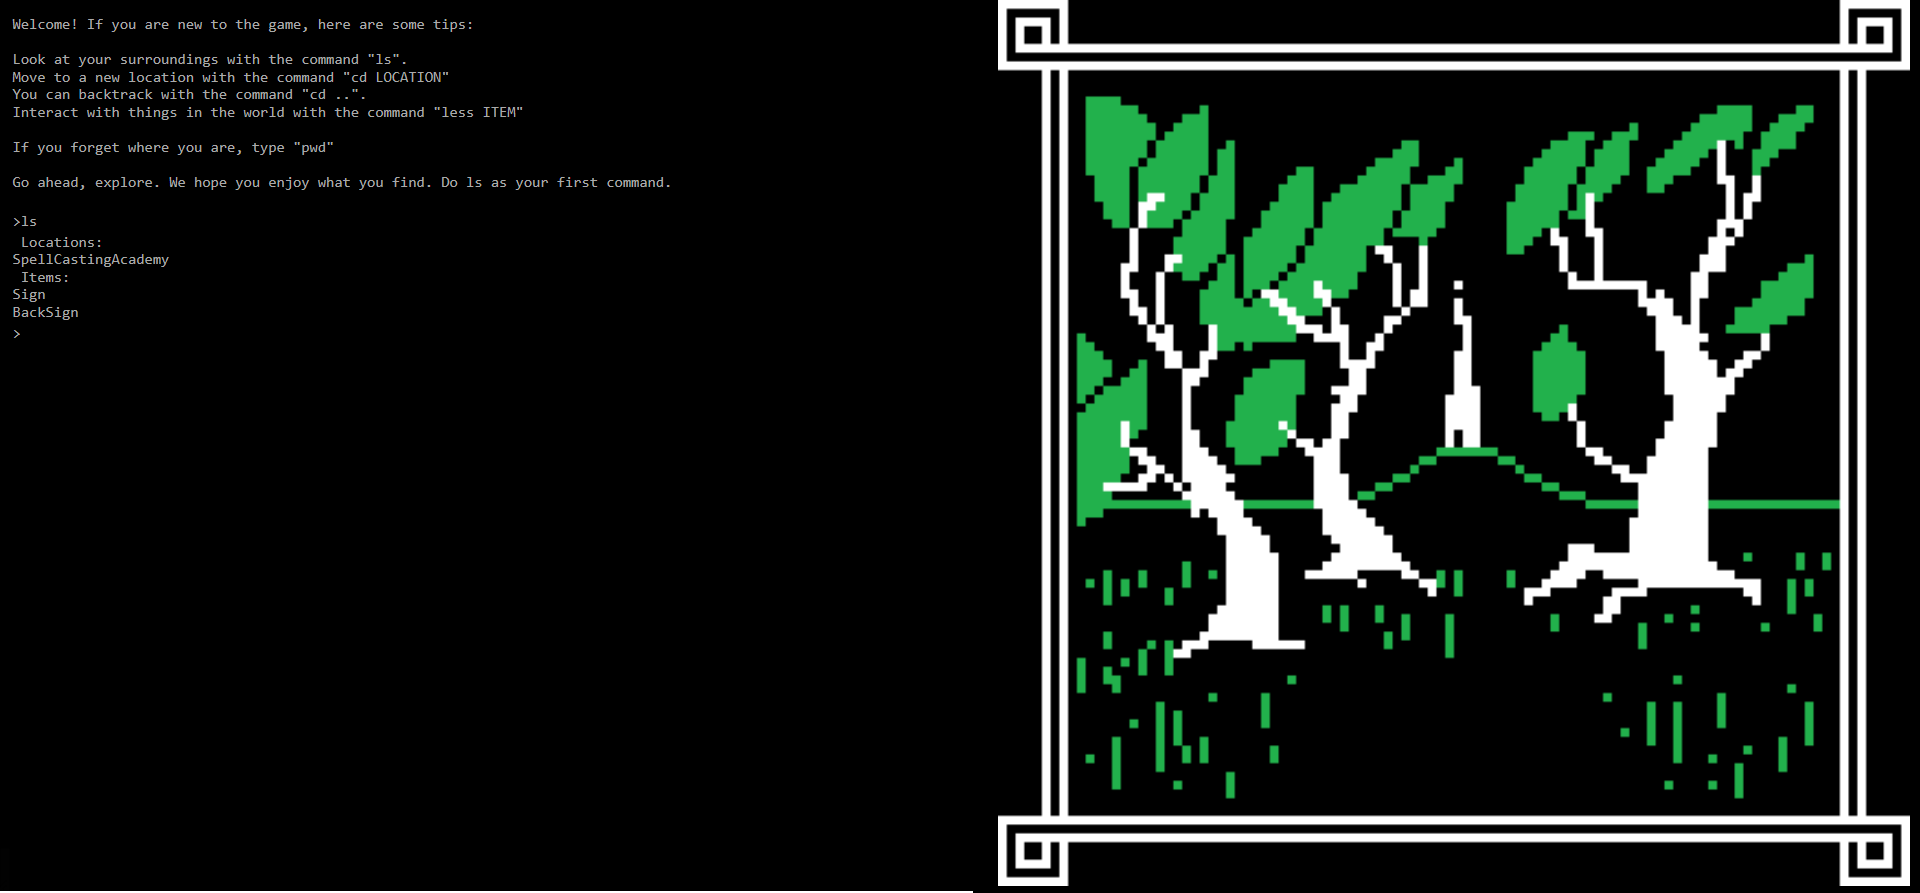 Welcome! If you are new to the game, here are some tips:
Look at your surroundings with the command "ls".
Move to a new location with the command "cd LOCATION"
You can backtrack with the command "cd ..".
Interact with things in the world with the command "less ITEM"
If you forget where you are, type "pwd"
Go ahead, explore. We hope you enjoy what you find. Do ls as your first command.
>ls
Locations:
SpellCastingAcademy
Items:
Sign
BackSign
>